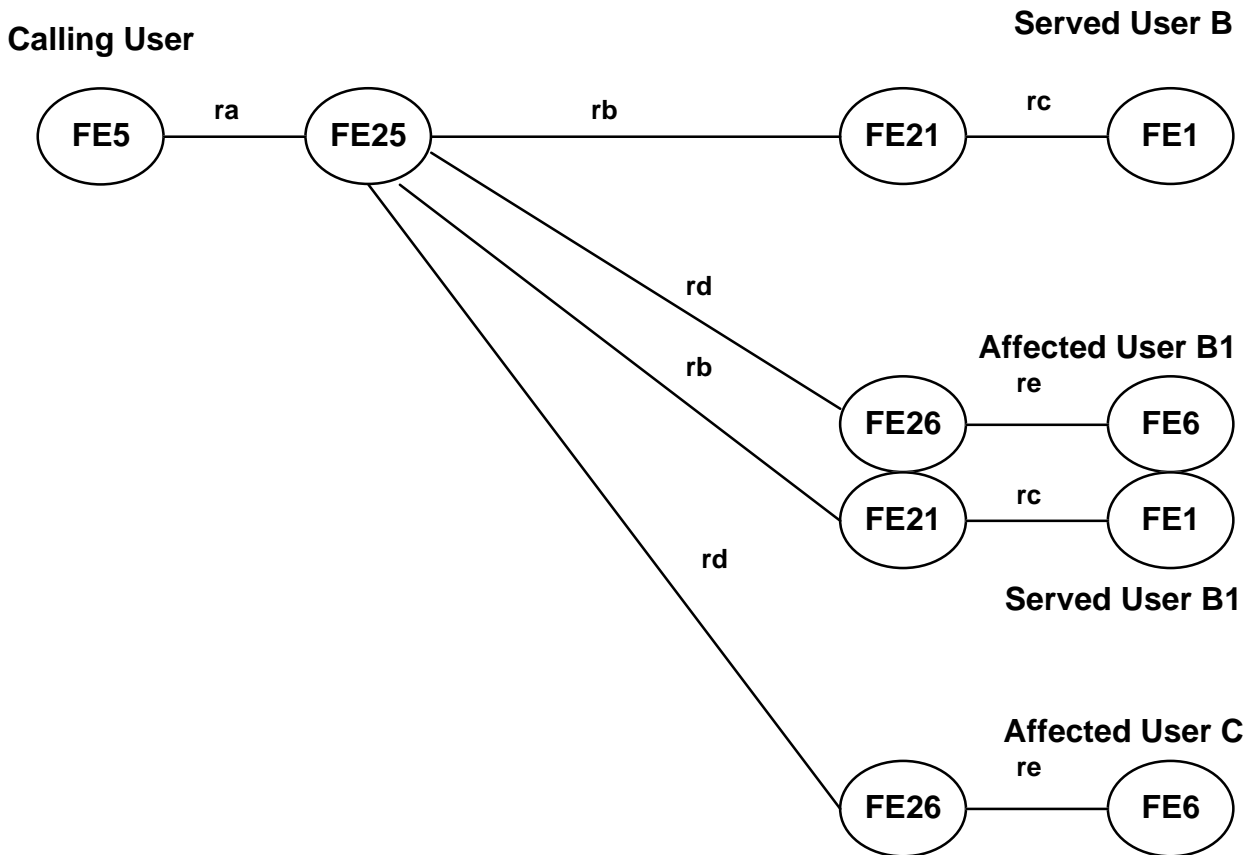 Served User B
Calling User
FE5
ra
FE25
rb
FE21
rc
FE1
rd
rb
Affected User B1
re
FE26
FE6
rc
FE21
FE1
rd
Served User B1
Affected User C
re
FE26
FE6